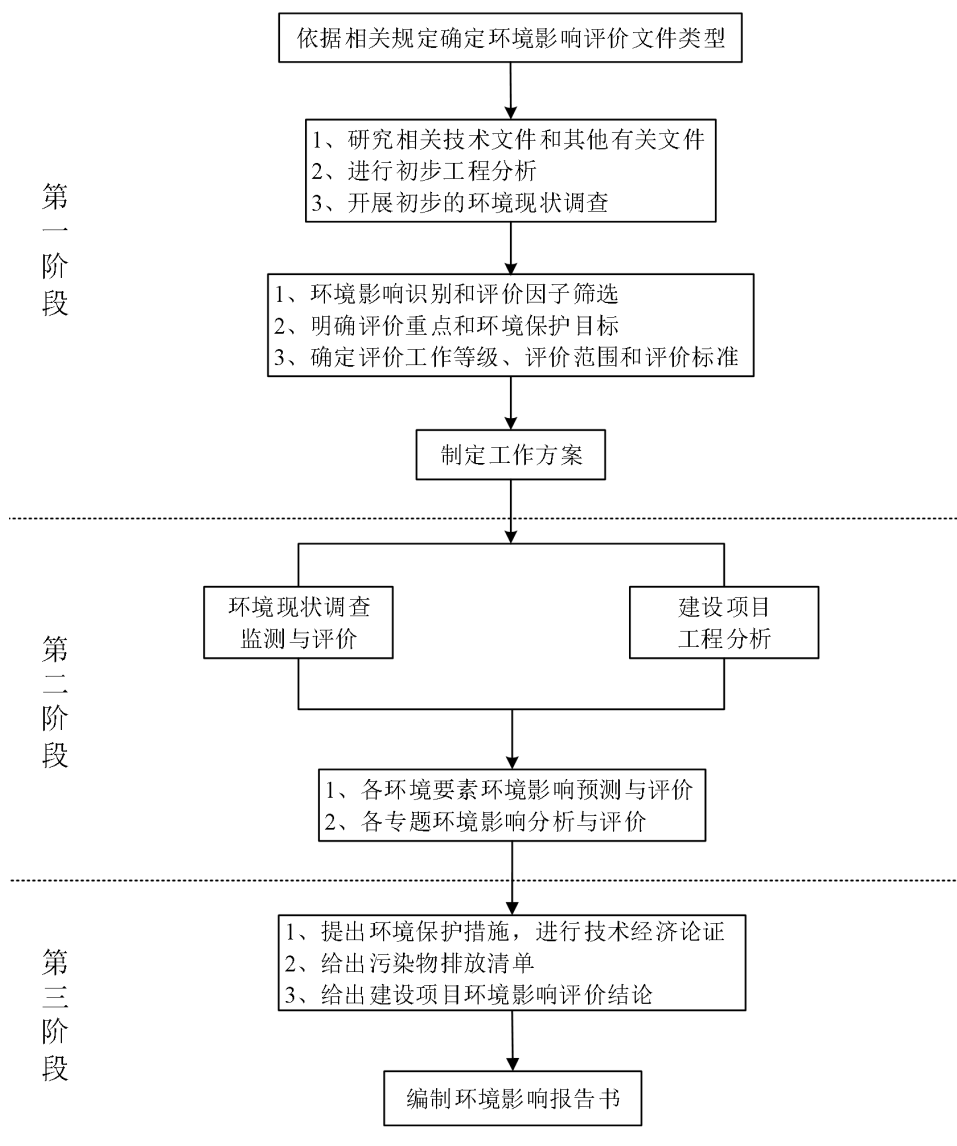 依据相关规定确定环境影响评价文件类型
第一阶段
1、研究相关技术文件和其他有关文件
2、进行初步工程分析
3、开展初步的环境现状调查
1、环境影响识别和评价因子筛选
2、明确评价重点和环境保护目标
3、确定评价工作等级、评价范围和评价标准
制定工作方案
第二阶段
环境现状调查
监测与评价
建设项目
工程分析
1、各环境要素环境影响预测与评价
2、各专题环境影响分析与评价
第三阶段
1、提出环境保护措施，进行技术经济论证
2、给出污染物排放清单
3、给出建设项目环境影响评价结论
编制环境影响报告书